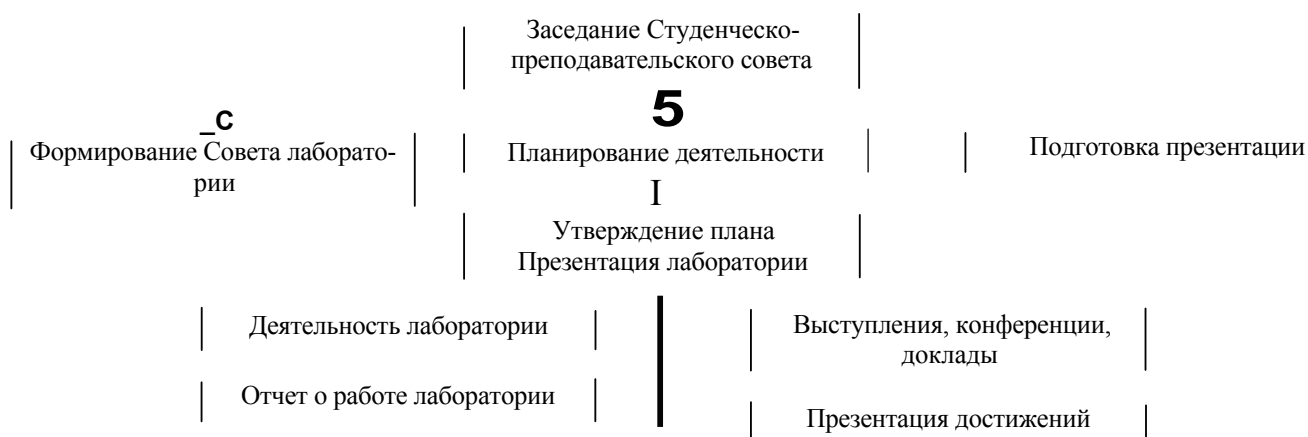 Заседание Студенческо-
преподавательского совета
5
_С
Формирование Совета лаборато-
рии
Планирование деятельности
Подготовка презентации
I
Утверждение плана
Презентация лаборатории
Деятельность лаборатории
Выступления, конференции,
доклады
Отчет о работе лаборатории
Презентация достижений